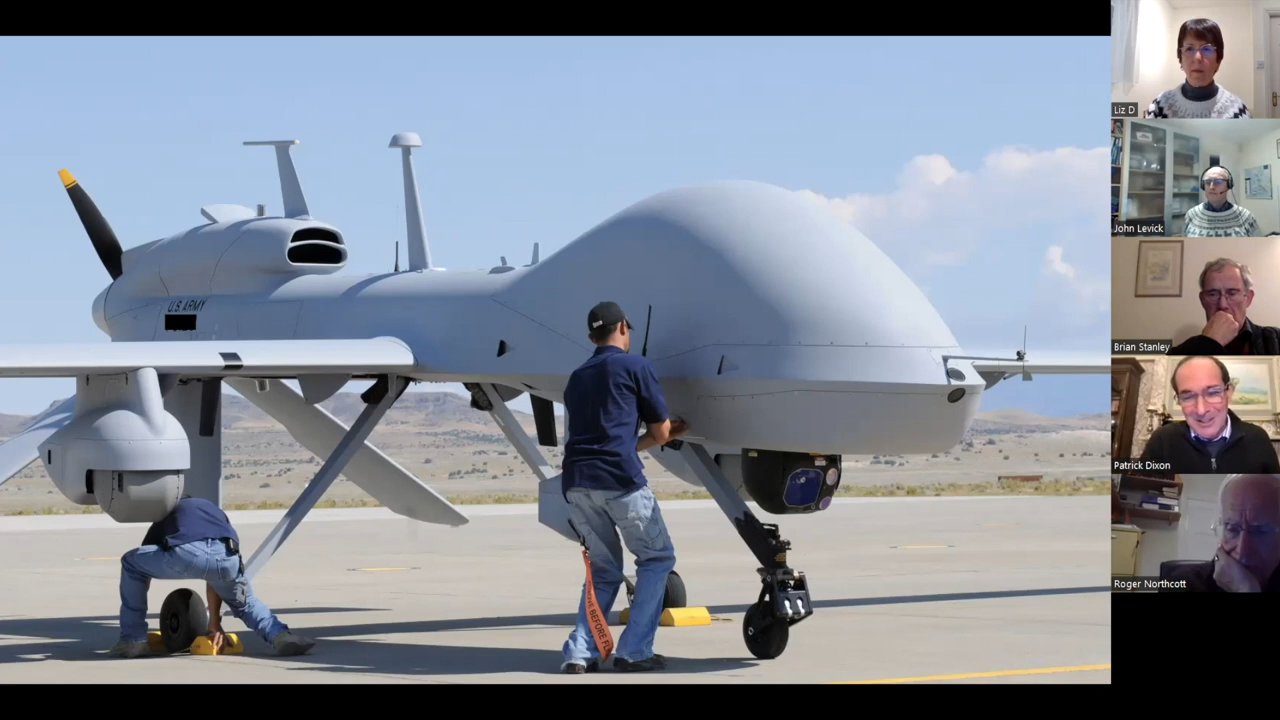 U.S. ARMY
Liz D
John Levick
Brian Stanley
Patrick Dixon
Roger Northcott